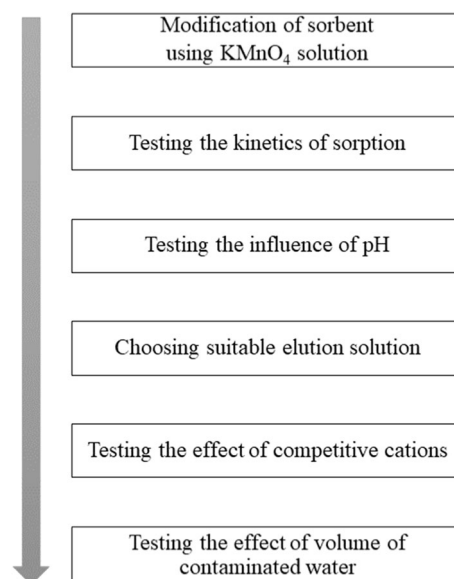 Modification of sorbent
using KMnO₄ solution
Testing the kinetics of sorption
Testing the influence of pH
Choosing suitable elution solution
Testing the effect of competitive cations
Testing the effect of volume of
contaminated water